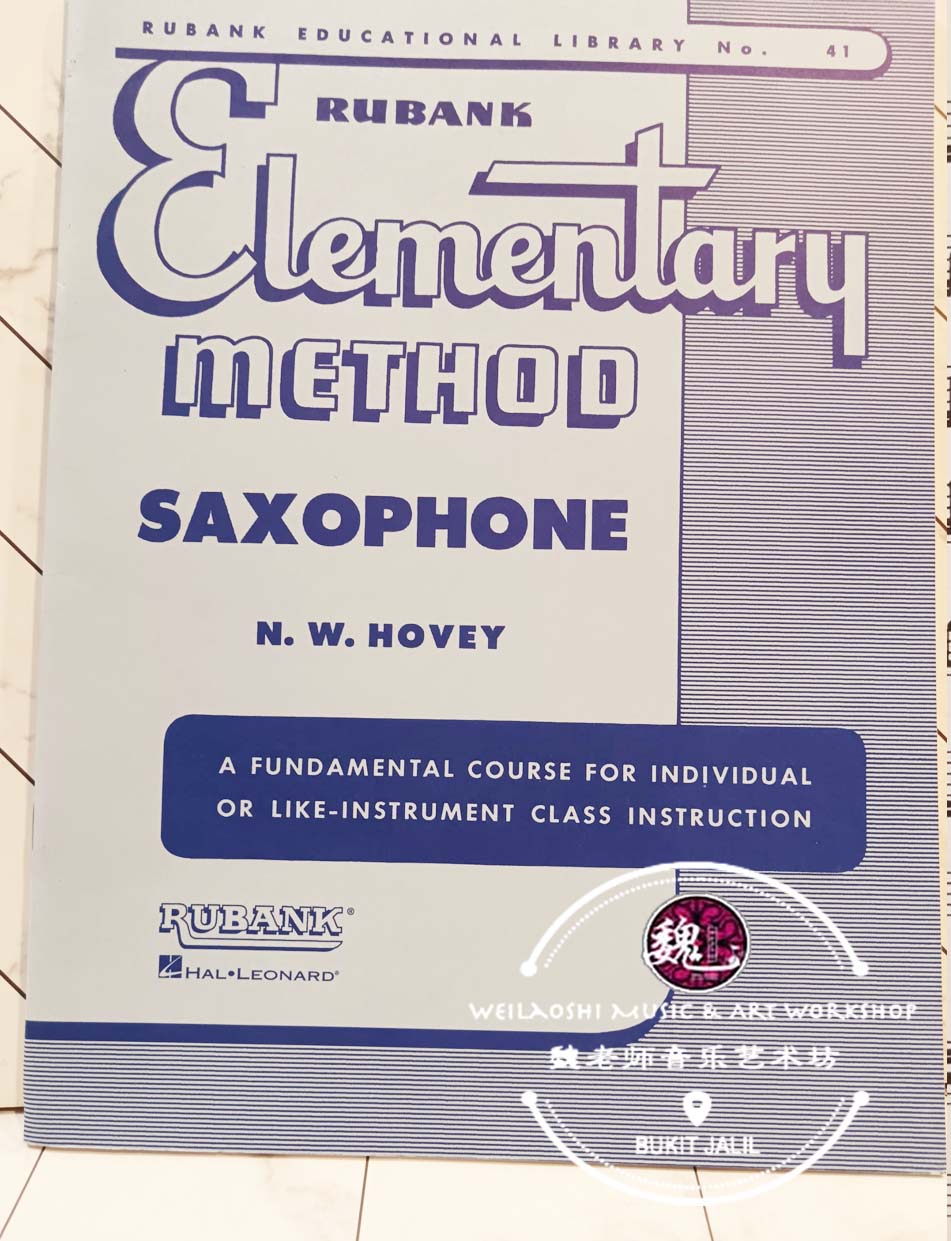 RUBANK EDUCATIONAL LIBRARY No. 41
RUBANK
Elementary
METHOD
SAXOPHONE
N. W. HOVEY
A FUNDAMENTAL COURSE FOR INDIVIDUAL
OR LIKE-INSTRUMENT CLASS INSTRUCTION
RUBANK®
HAL•LEONARD®
魏
WEILAOSHI MUSIC & ART WORKSHOP
魏老师音乐艺术坊
BUKIT JALIL